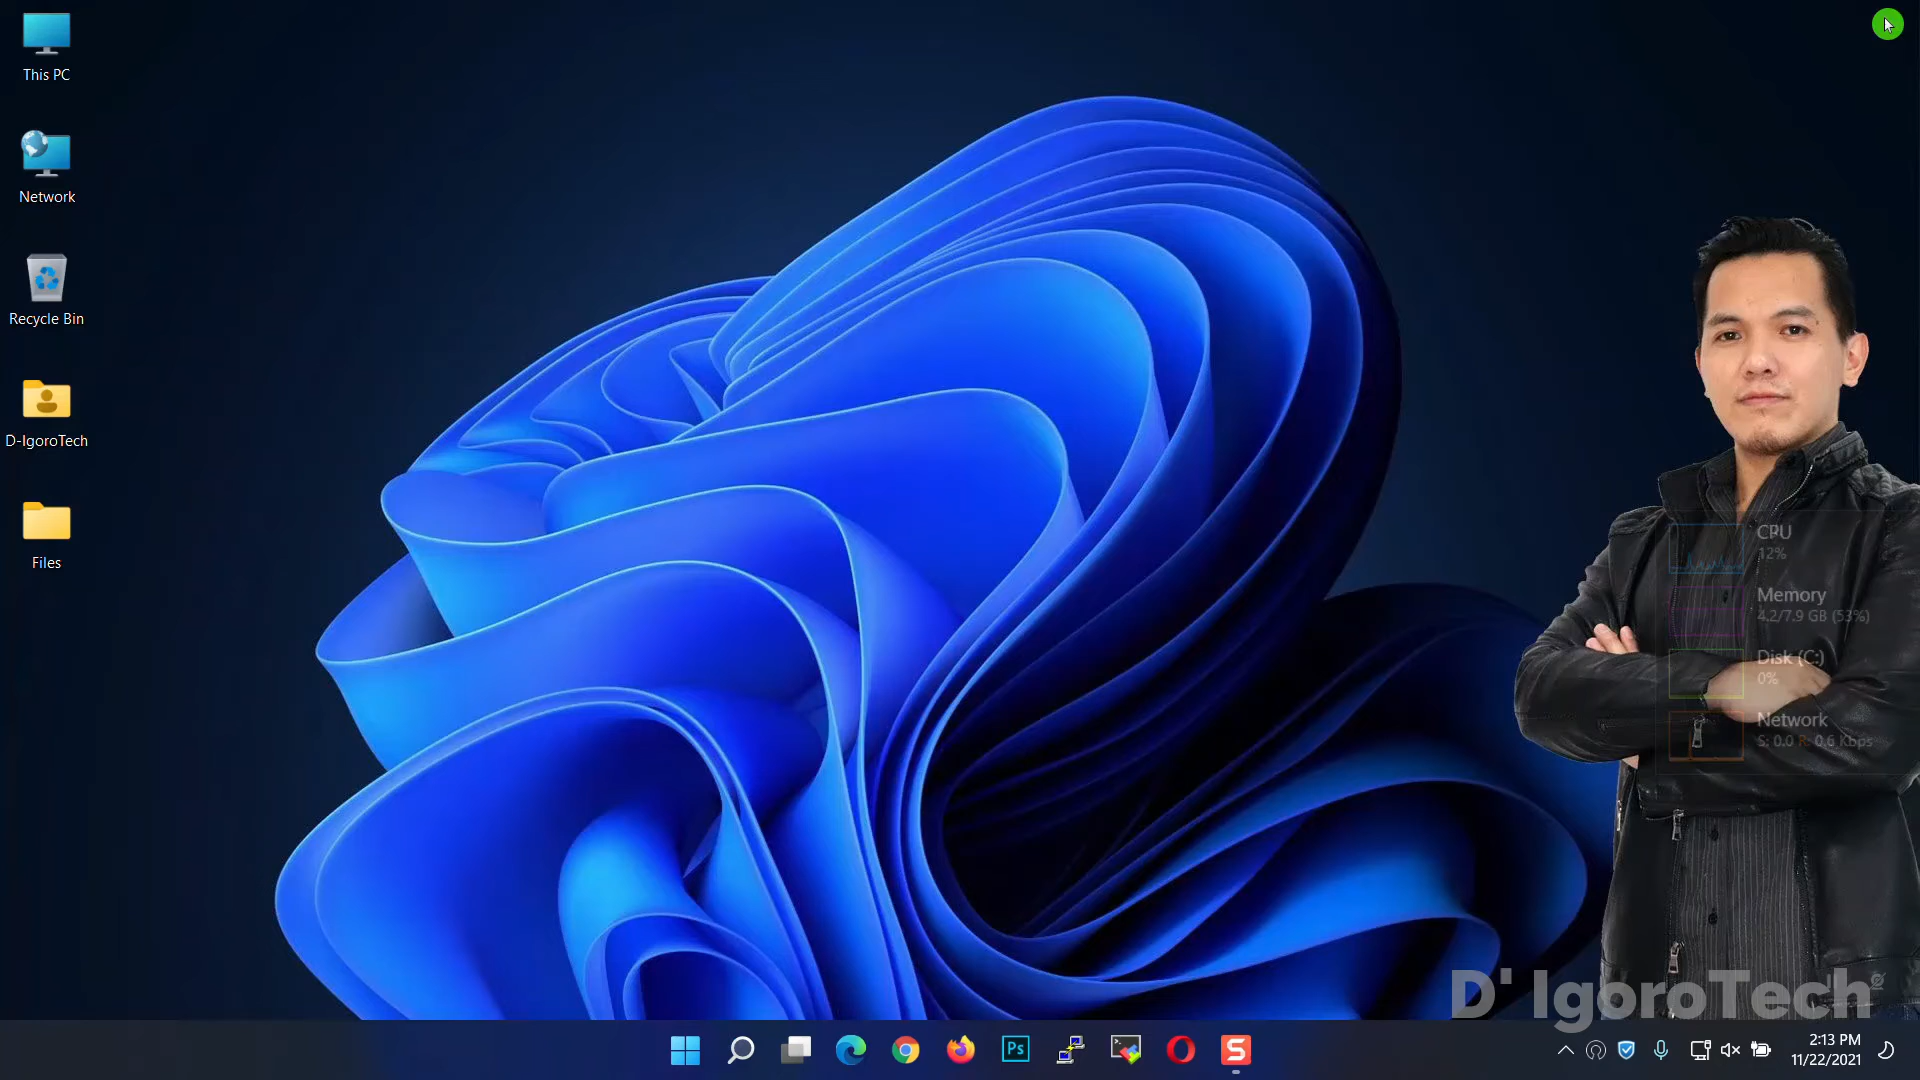 This PC
Network
Recycle Bin
D-IgoroTech
Files
CPU
12%
Memory
4.2/7.9 GB (53%)
Disk (C:)
0%
Network
S: 0.0 R: 0.6 Kbps
D' IgoroTech
Ps
S
2:13 PM
11/22/2021